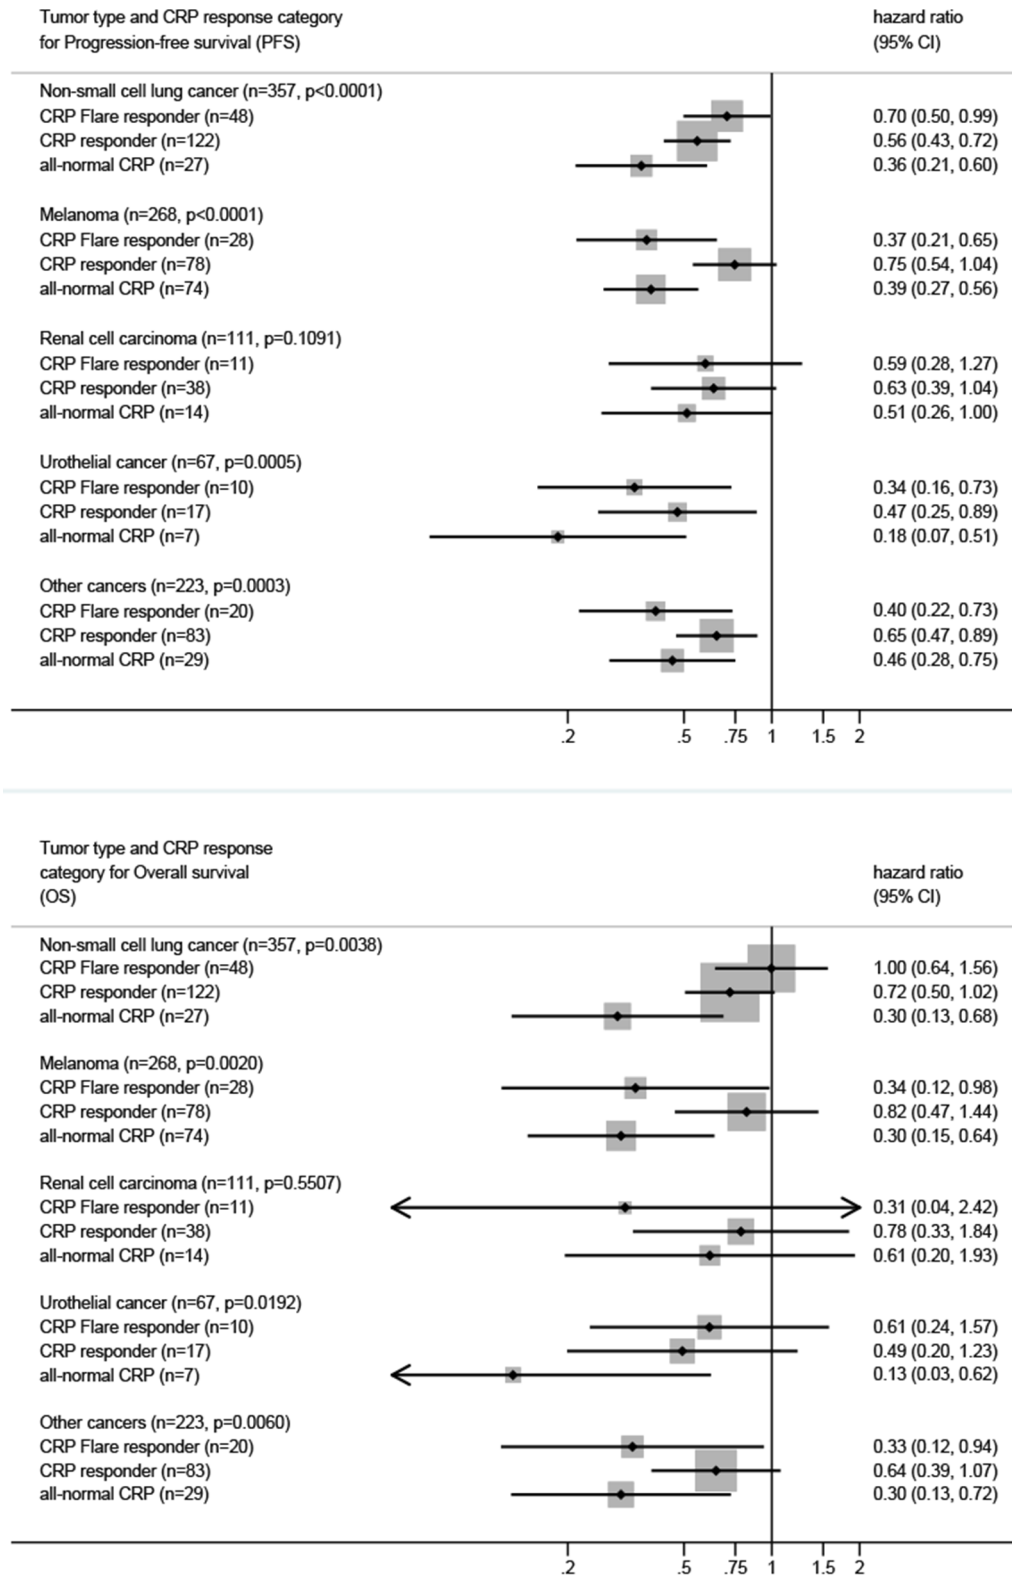 Tumor type and CRP response category hazard ratio
for Progression-free survival (PFS) (95% CI)
Non-small cell lung cancer (n=357, p<0.0001)
CRP Flare responder (n=48) 0.70 (0.50, 0.99)
CRP responder (n=122) 0.56 (0.43, 0.72)
all-normal CRP (n=27) 0.36 (0.21, 0.60)
Melanoma (n=268, p<0.0001)
CRP Flare responder (n=28) 0.37 (0.21, 0.65)
CRP responder (n=78) 0.75 (0.54, 1.04)
all-normal CRP (n=74) 0.39 (0.27, 0.56)
Renal cell carcinoma (n=111, p=0.1091)
CRP Flare responder (n=11) 0.59 (0.28, 1.27)
CRP responder (n=38) 0.63 (0.39, 1.04)
all-normal CRP (n=14) 0.51 (0.26, 1.00)
Urothelial cancer (n=67, p=0.0005)
CRP Flare responder (n=10) 0.34 (0.16, 0.73)
CRP responder (n=17) 0.47 (0.25, 0.89)
all-normal CRP (n=7) 0.18 (0.07, 0.51)
Other cancers (n=223, p=0.0003)
CRP Flare responder (n=20) 0.40 (0.22, 0.73)
CRP responder (n=83) 0.65 (0.47, 0.89)
all-normal CRP (n=29) 0.46 (0.28, 0.75)
.2 .5 .75 1 1.5 2
Tumor type and CRP response
category for Overall survival hazard ratio
(OS) (95% CI)
Non-small cell lung cancer (n=357, p=0.0038)
CRP Flare responder (n=48) 1.00 (0.64, 1.56)
CRP responder (n=122) 0.72 (0.50, 1.02)
all-normal CRP (n=27) 0.30 (0.13, 0.68)
Melanoma (n=268, p=0.0020)
CRP Flare responder (n=28) 0.34 (0.12, 0.98)
CRP responder (n=78) 0.82 (0.47, 1.44)
all-normal CRP (n=74) 0.30 (0.15, 0.64)
Renal cell carcinoma (n=111, p=0.5507)
CRP Flare responder (n=11) 0.31 (0.04, 2.42)
CRP responder (n=38) 0.78 (0.33, 1.84)
all-normal CRP (n=14) 0.61 (0.20, 1.93)
Urothelial cancer (n=67, p=0.0192)
CRP Flare responder (n=10) 0.61 (0.24, 1.57)
CRP responder (n=17) 0.49 (0.20, 1.23)
all-normal CRP (n=7) 0.13 (0.03, 0.62)
Other cancers (n=223, p=0.0060)
CRP Flare responder (n=20) 0.33 (0.12, 0.94)
CRP responder (n=83) 0.64 (0.39, 1.07)
all-normal CRP (n=29) 0.30 (0.13, 0.72)
.2 .5 .75 1 1.5 2